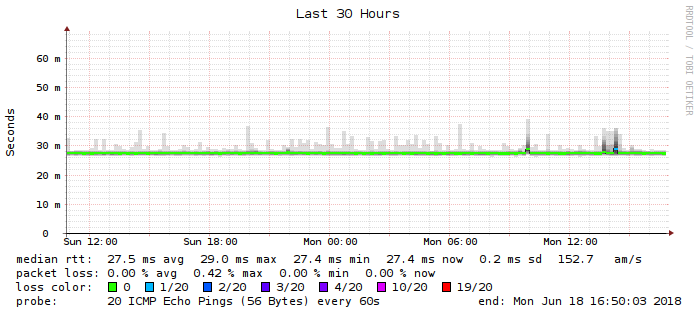 Last 30 Hours
RRDTOOL / TOBI OETIKER
Seconds
60 m
50 m
40 m
30 m
20 m
10 m
0
Sun 12:00 Sun 18:00 Mon 00:00 Mon 06:00 Mon 12:00
median rtt: 27.5 ms avg 29.0 ms max 27.4 ms min 27.4 ms now 0.2 ms sd 152.7 am/s
packet loss: 0.00 % avg 0.42 % max 0.00 % min 0.00 % now
loss color: 0 1/20 2/20 3/20 4/20 10/20 19/20
probe: 20 ICMP Echo Pings (56 Bytes) every 60s end: Mon Jun 18 16:50:03 2018